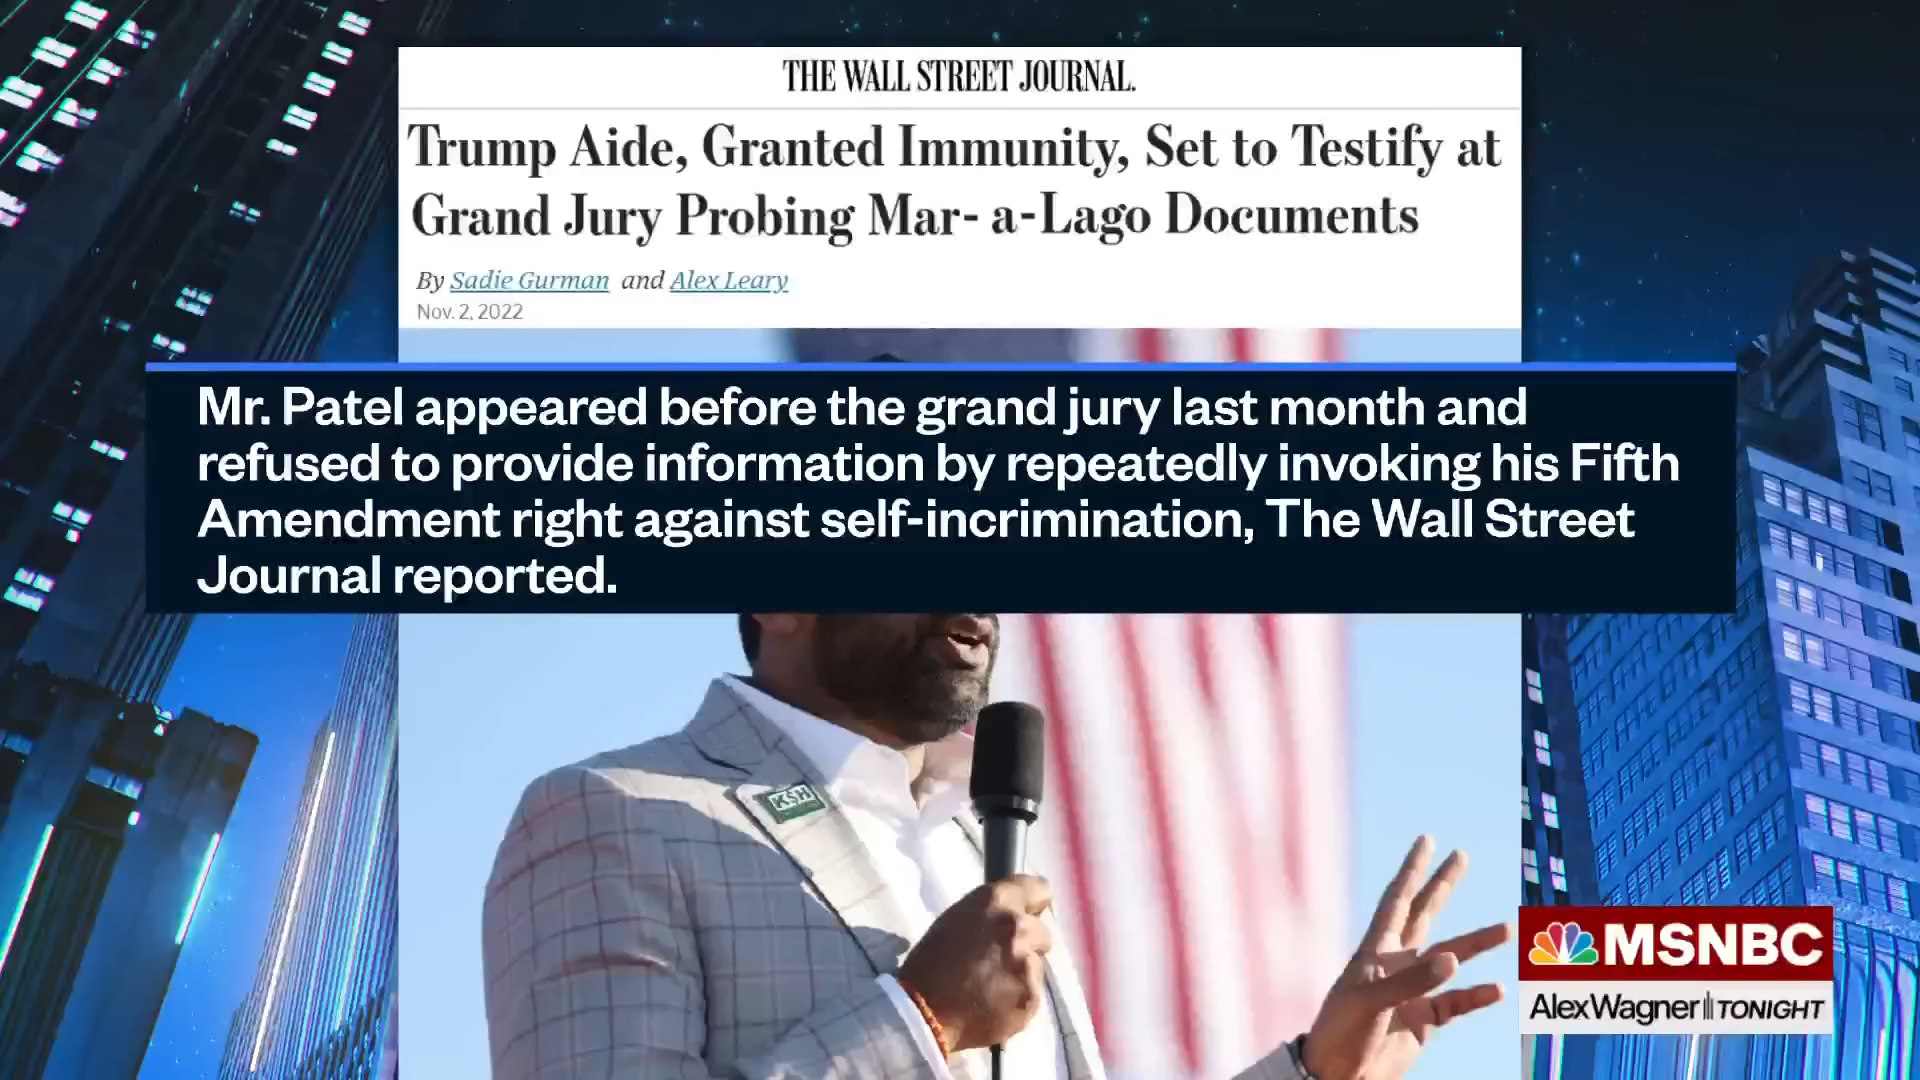 THE WALL STREET JOURNAL.
Trump Aide, Granted Immunity, Set to Testify at
Grand Jury Probing Mar- a-Lago Documents
By Sadie Gurman and Alex Leary
Nov. 2, 2022
Mr. Patel appeared before the grand jury last month and
refused to provide information by repeatedly invoking his Fifth
Amendment right against self-incrimination, The Wall Street
Journal reported.
K$H
MSNBC
Alex Wagner TONIGHT